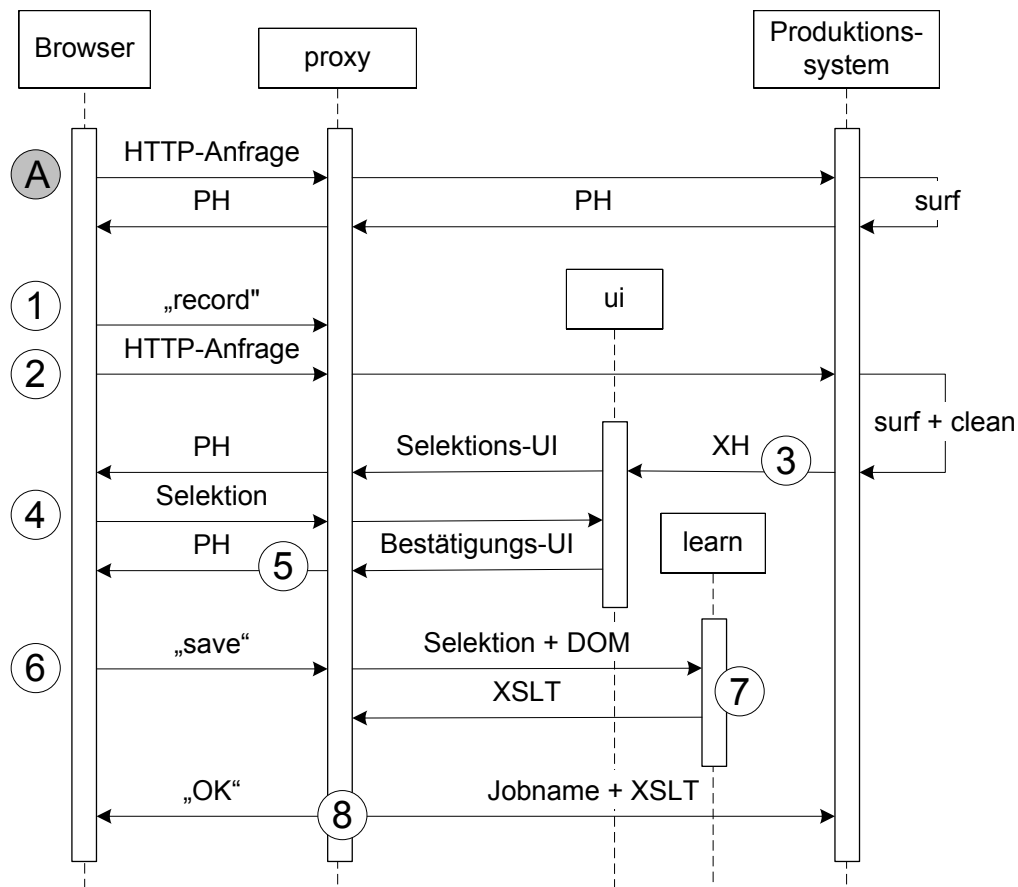 Browser
proxy
Produktions-
system
A
HTTP-Anfrage
PH
PH
surf
1
„record"
ui
2
HTTP-Anfrage
surf + clean
PH
Selektions-UI
XH
3
4
Selektion
PH
5
Bestätigungs-UI
learn
6
„save“
Selektion + DOM
7
XSLT
„OK“
8
Jobname + XSLT